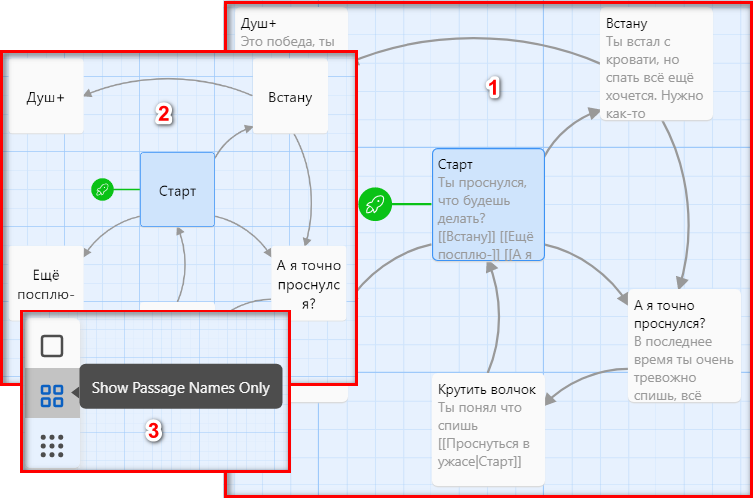 Душ+
Это победа, ты
1
Встану
Ты встал с
кровати, но
спать всё ещё
хочется. Нужно
как-то
Старт
Ты проснулся,
что будешь
делать?
[[Встану]] [[Ещё
посплю-]] [[А я
А я точно
проснулся?
В последнее
время ты очень
тревожно
спишь, всё
Крутить волчок
Ты понял что
спишь
[[Проснуться в
ужасе|Старт]]
2
Душ+
Встану
Старт
Ещё
посплю-
А я точно
проснулс
я?
Show Passage Names Only
3